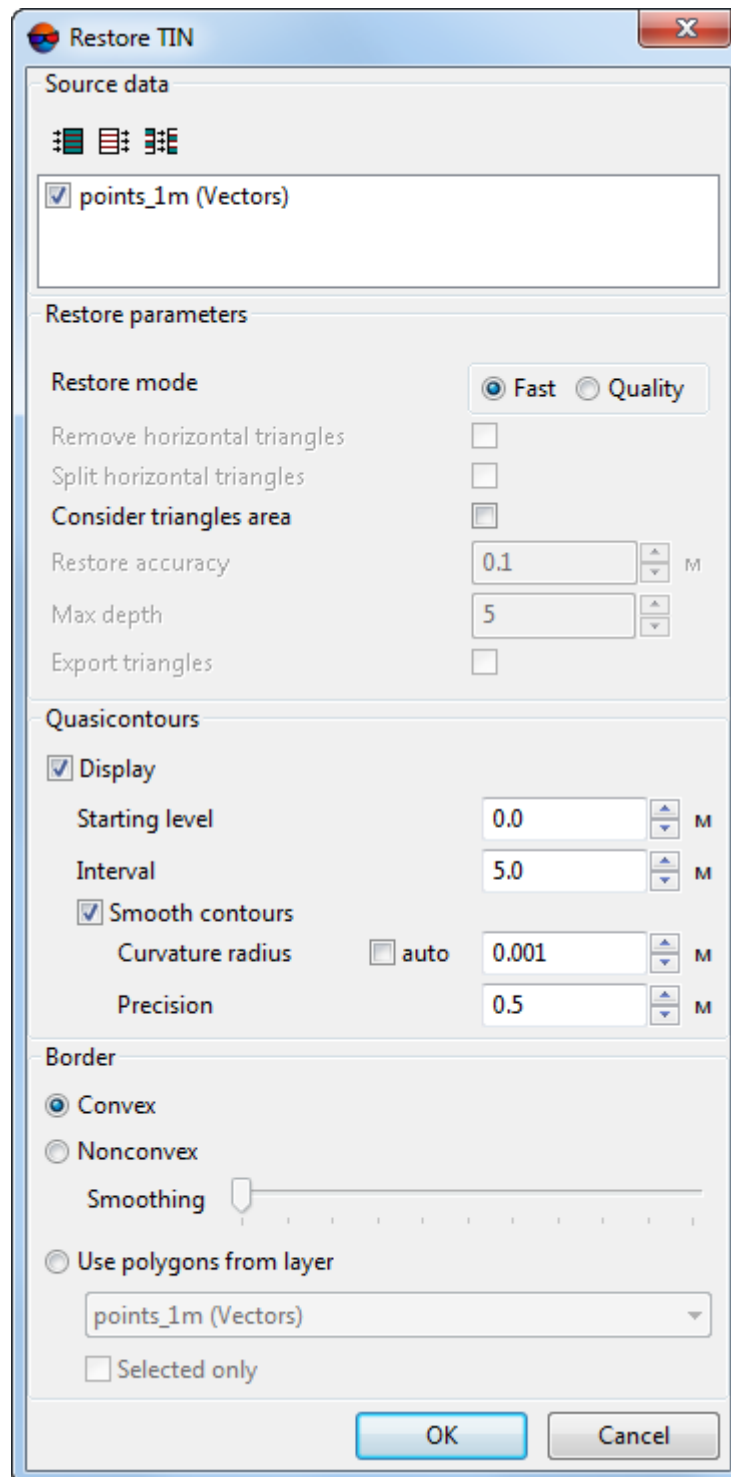 Restore TIN
Source data
points_1m (Vectors)
Restore parameters
Restore mode Fast Quality
Remove horizontal triangles
Split horizontal triangles
Consider triangles area
Restore accuracy 0.1 м
Max depth 5
Export triangles
Quasicontours
Display
Starting level 0.0 м
Interval 5.0 м
Smooth contours
Curvature radius auto 0.001 м
Precision 0.5 м
Border
Convex
Nonconvex
Smoothing
Use polygons from layer
points_1m (Vectors)
Selected only
OK Cancel